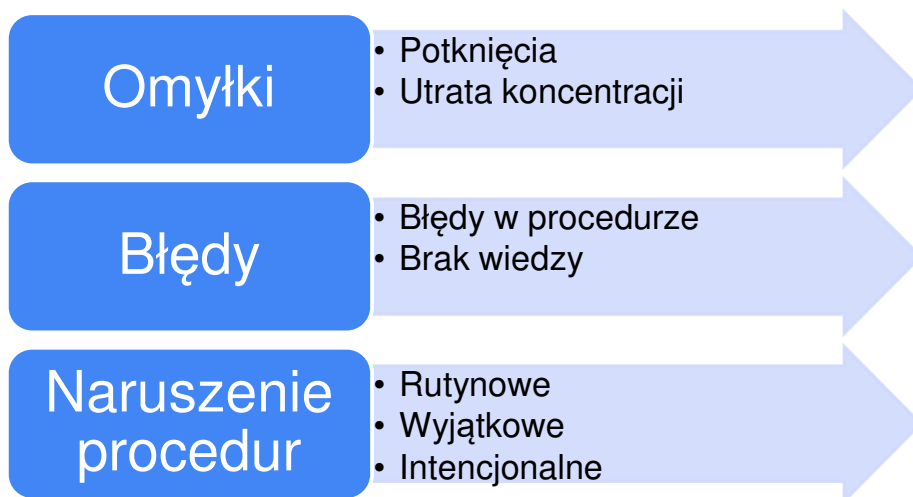 Omyłki
• Potknięcia
• Utrata koncentracji
Błędy
• Błędy w procedurze
• Brak wiedzy
Naruszenie
procedur
• Rutynowe
• Wyjątkowe
• Intencjonalne